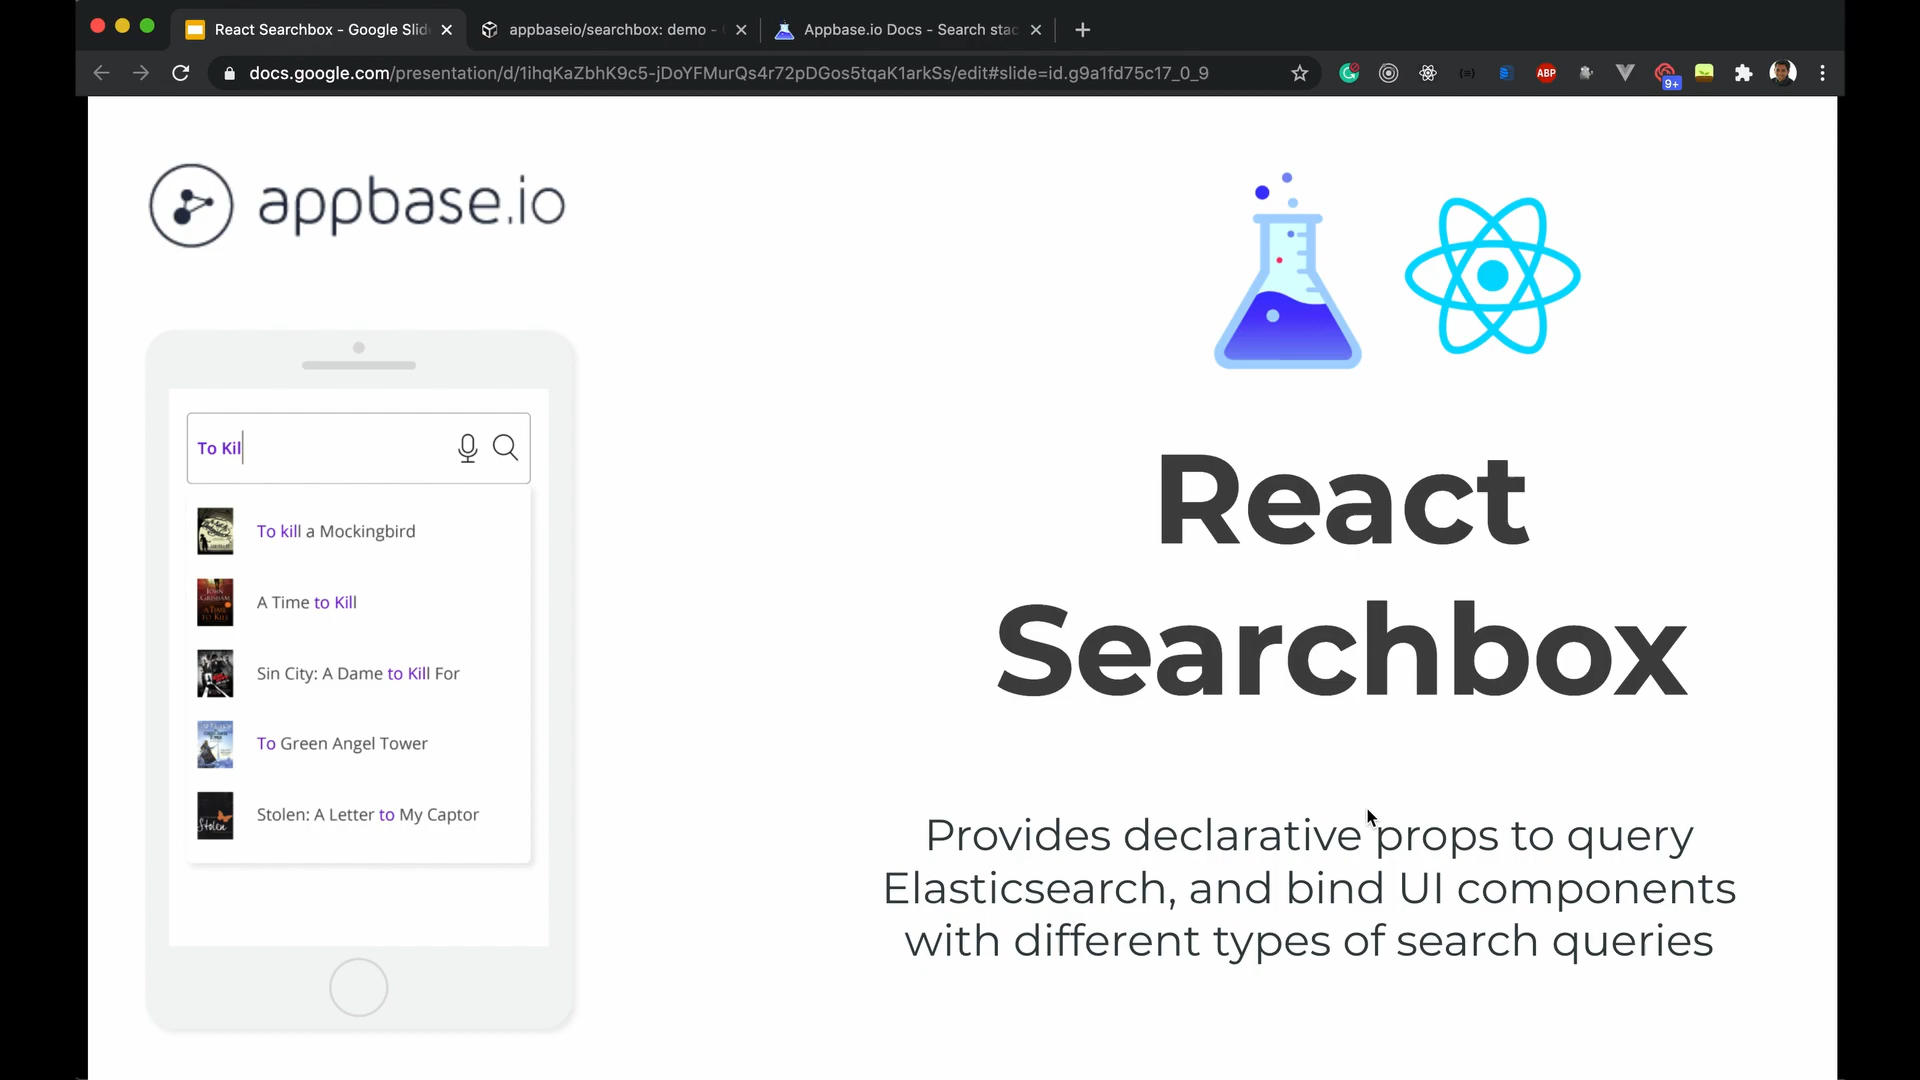 React Searchbox - Google Slid
appbaseio/searchbox: demo -
Appbase.io Docs - Search stac
docs.google.com/presentation/d/1ihqKaZbhK9c5-jDoYFMurQs4r72pDGos5tqaK1arkSs/edit#slide=id.g9a1fd75c17_0_9
ABP
9+
appbase.io
To Kil
To kill a Mockingbird
A Time to Kill
Sin City: A Dame to Kill For
To Green Angel Tower
Stolen: A Letter to My Captor
React
Searchbox
Provides declarative props to query
Elasticsearch, and bind UI components
with different types of search queries